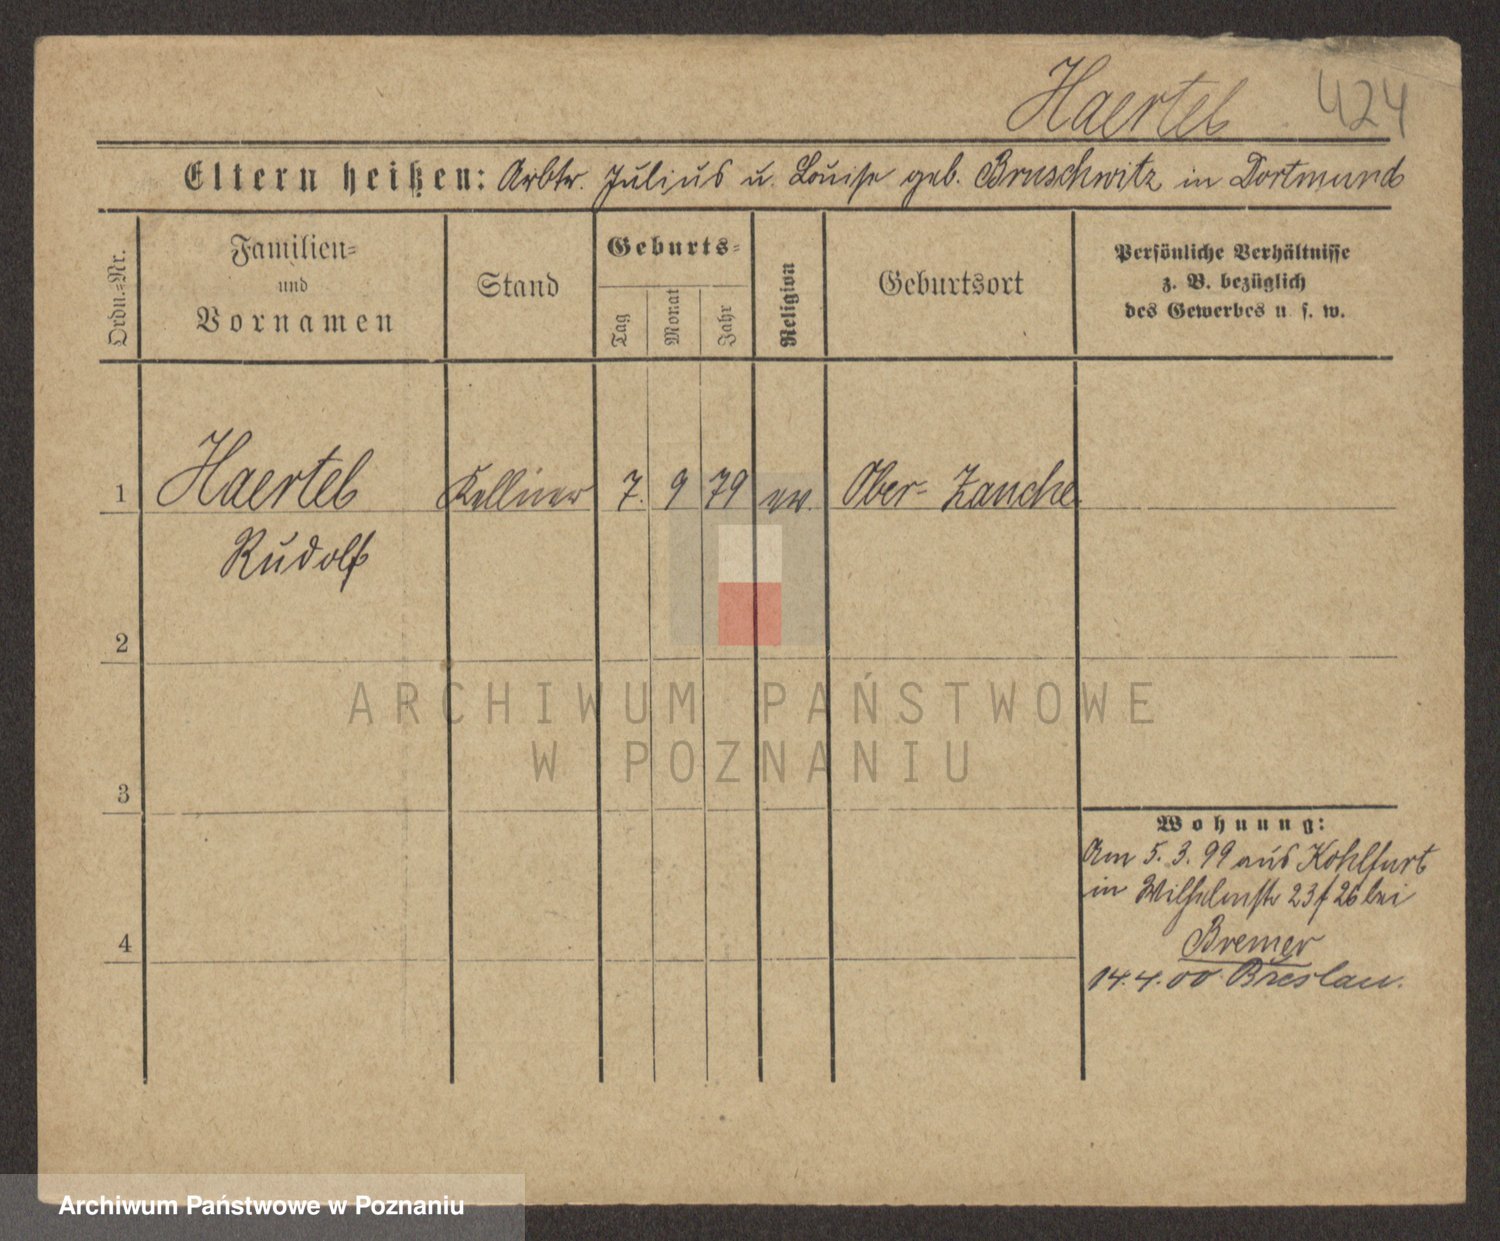 Haertel 424
Eltern heißen: Arbtr. Julius u. Louise geb. Bruschwitz in Dortmund
Ordn.=Nr.
Familien=
und
Vornamen
Stand
Geburts=
Tag
Monat
Jahr
Religion
Geburtsort
Persönliche Verhältnisse
z. B. bezüglich
des Gewerbes u. s. w.
1 Haertel Kellner 7. 9 79 ev. Ober-Zauche
Rudolf
2
ARCHIWUM PAŃSTWOWE
W POZNANIU
3
Wohnung:
Am 5. 3. 99 aus Kohlfurt
in Wilhelmstr 23/26 bei
4
Bremer
14.4.00 Breslau.
Archiwum Państwowe w Poznaniu